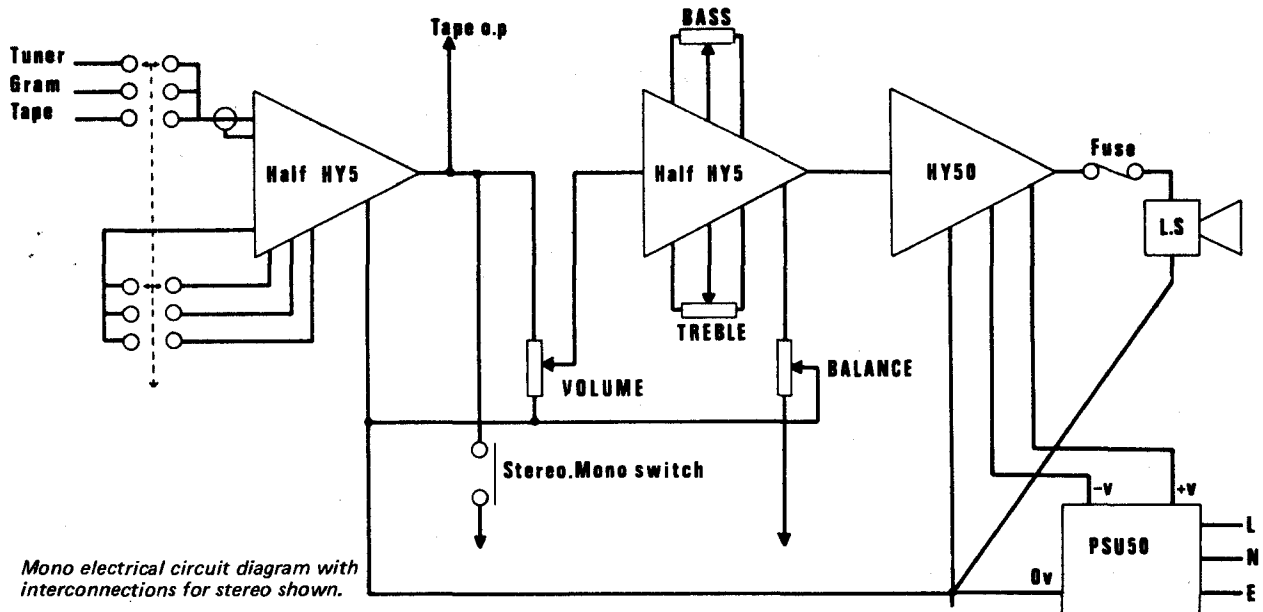 Tape o.p
BASS
Tuner
Gram
Tape
Half HY5
Half HY5
HY50
Fuse
L.S
TREBLE
VOLUME
BALANCE
Stereo.Mono switch
-v
+v
PSU50
L
N
E
0v
Mono electrical circuit diagram with
interconnections for stereo shown.